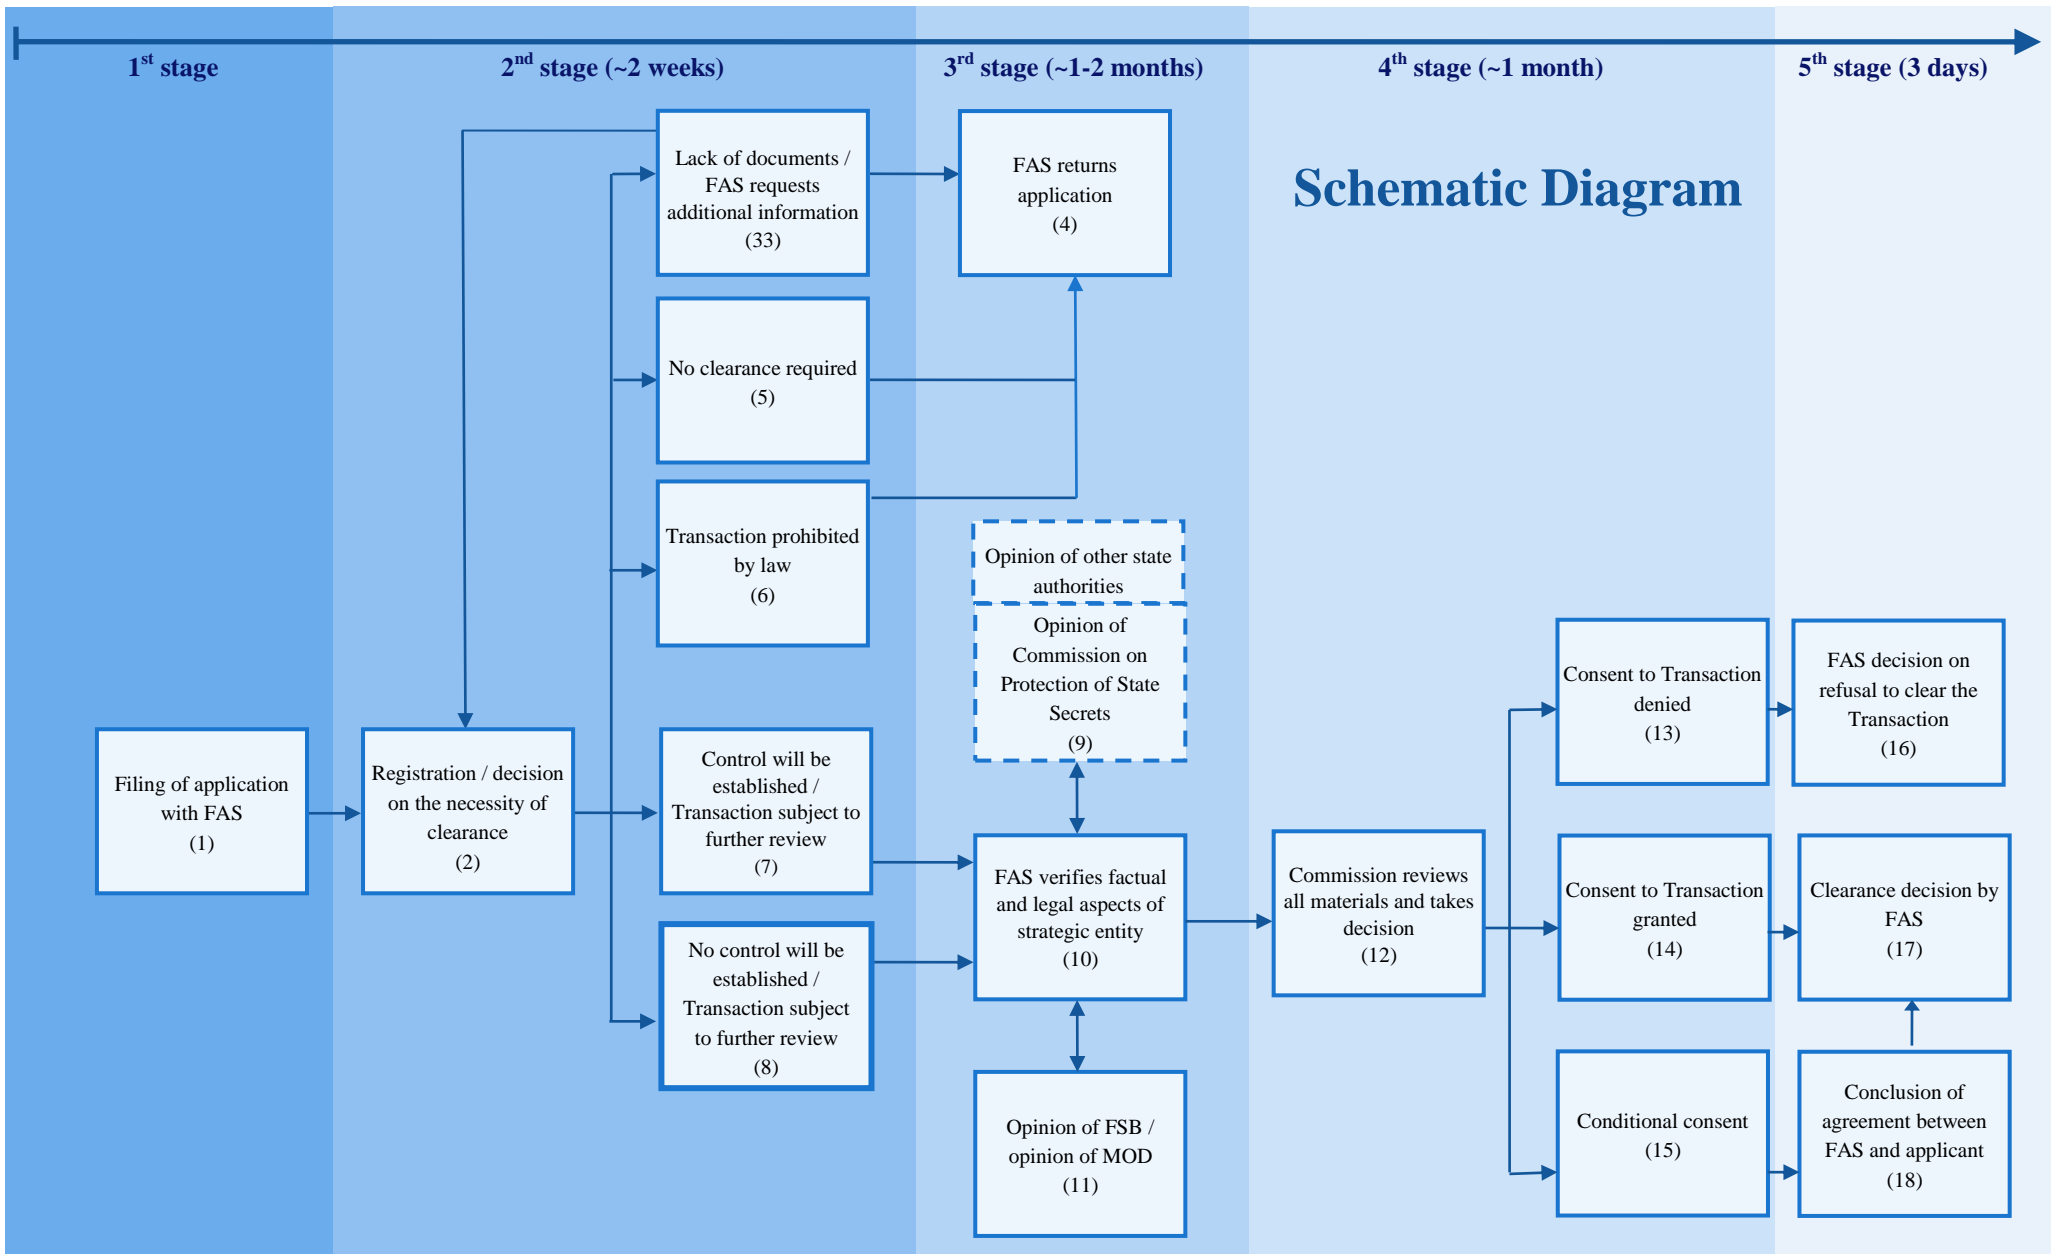 1st stage
2nd stage (~2 weeks)
3rd stage (~1-2 months)
4th stage (~1 month)
5th stage (3 days)
Schematic Diagram
Lack of documents /
FAS requests
additional information
(33)
FAS returns
application
(4)
No clearance required
(5)
Transaction prohibited
by law
(6)
Opinion of other state
authorities
Opinion of
Commission on
Protection of State
Secrets
(9)
Filing of application
with FAS
(1)
Registration / decision
on the necessity of
clearance
(2)
Control will be
established /
Transaction subject to
further review
(7)
No control will be
established /
Transaction subject
to further review
(8)
FAS verifies factual
and legal aspects of
strategic entity
(10)
Opinion of FSB /
opinion of MOD
(11)
Commission reviews
all materials and takes
decision
(12)
Consent to Transaction
denied
(13)
FAS decision on
refusal to clear the
Transaction
(16)
Consent to Transaction
granted
(14)
Clearance decision by
FAS
(17)
Conditional consent
(15)
Conclusion of
agreement between
FAS and applicant
(18)